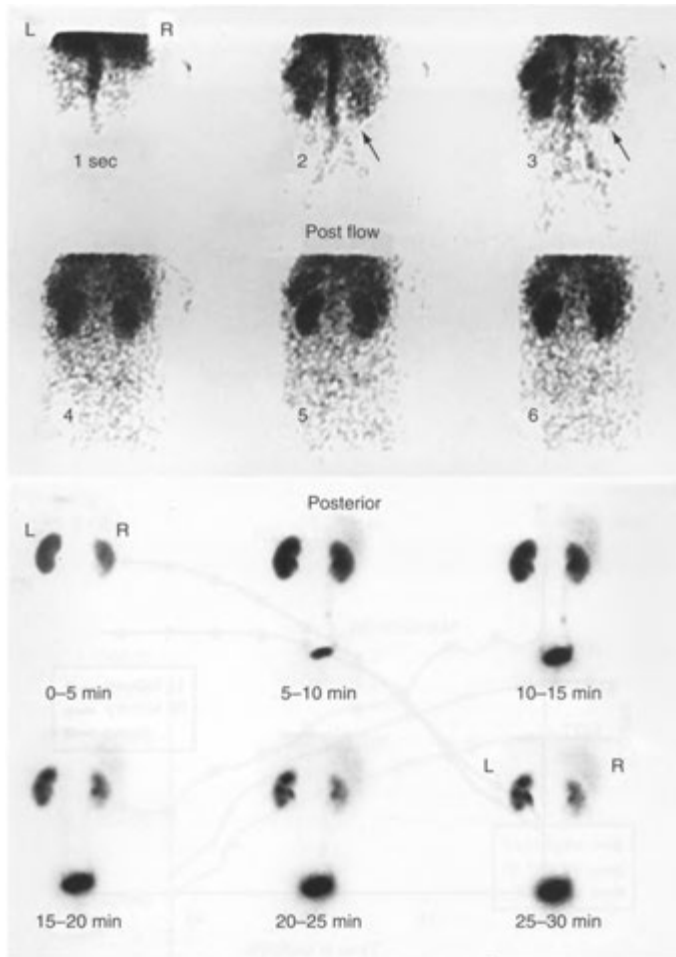 L R
1 sec 2 3
Post flow
4 5 6
Posterior
L R
0–5 min 5–10 min 10–15 min
L R
15–20 min 20–25 min 25–30 min